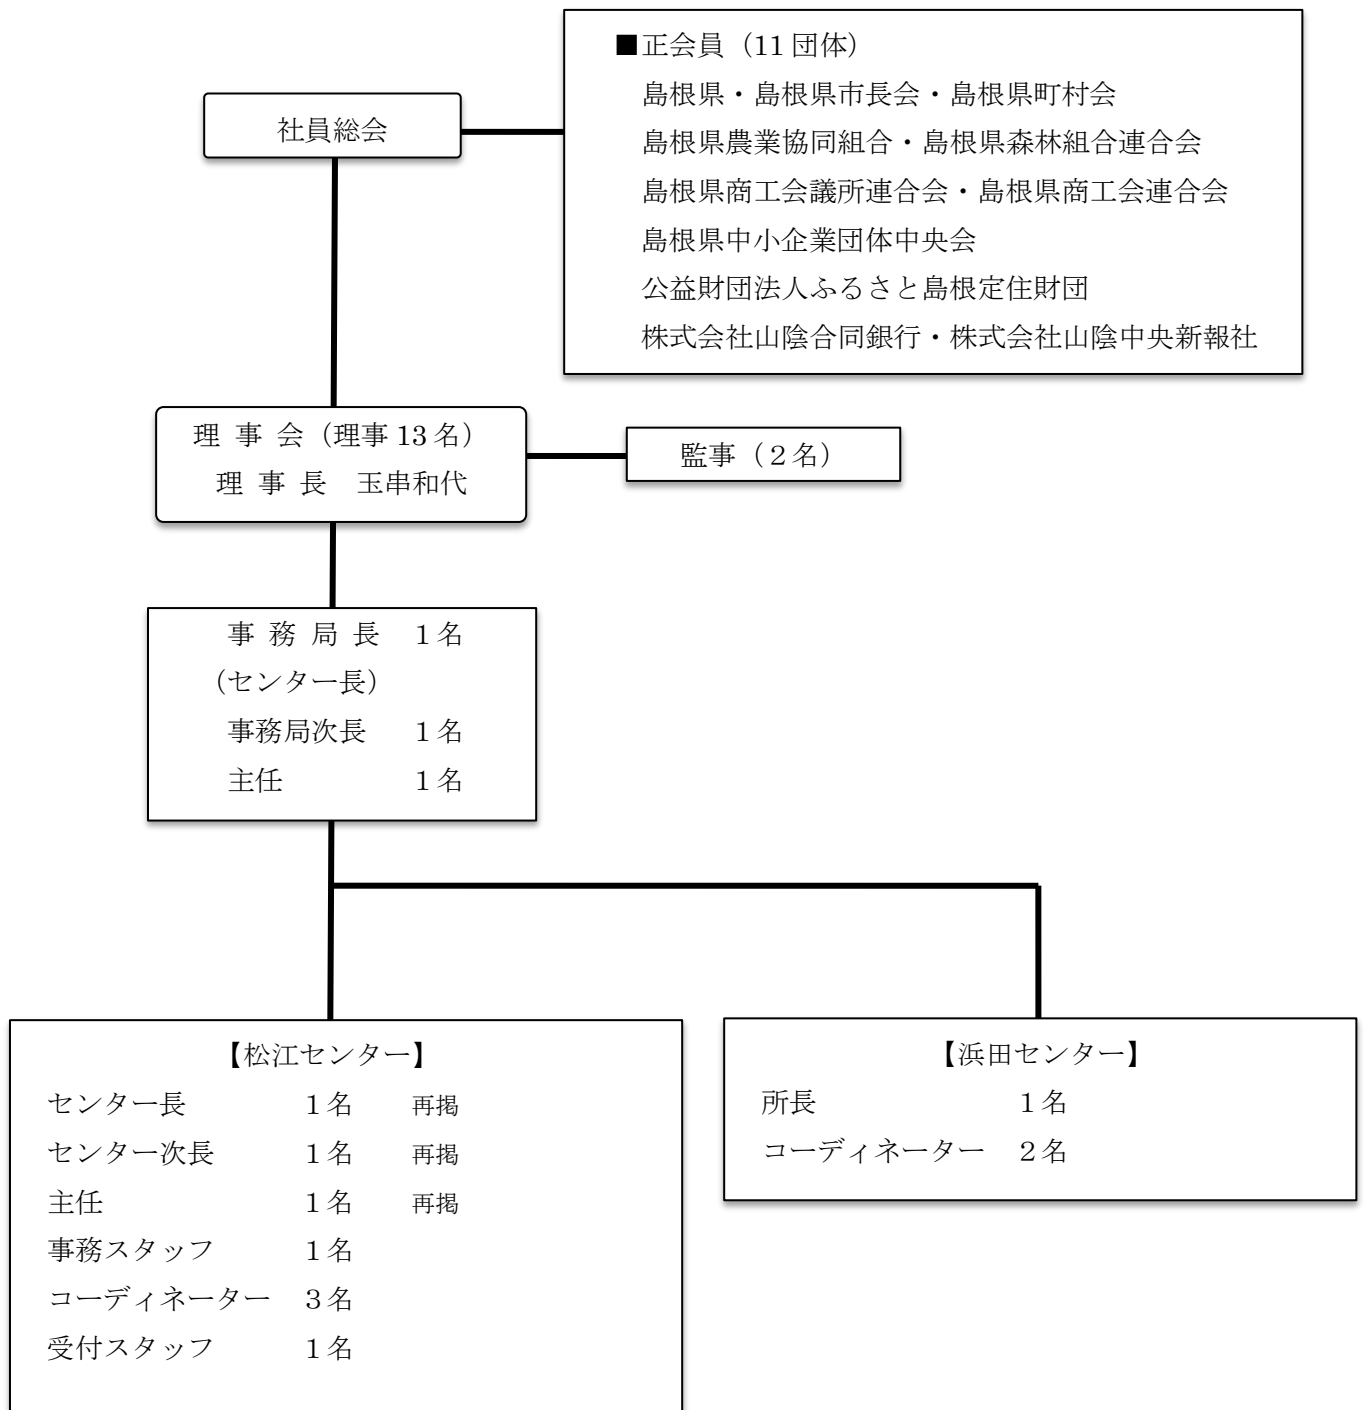 ■正会員（11 団体）
島根県・島根県市長会・島根県町村会
島根県農業協同組合・島根県森林組合連合会
島根県商工会議所連合会・島根県商工会連合会
島根県中小企業団体中央会
公益財団法人ふるさと島根定住財団
株式会社山陰合同銀行・株式会社山陰中央新報社
社員総会
理 事 会（理事 13 名）
理 事 長　玉串和代
監事（２名）
事 務 局 長　１名
（センター長）
事務局次長　１名
主任　１名
【松江センター】
センター長　１名　再掲
センター次長　１名　再掲
主任　１名　再掲
事務スタッフ　１名
コーディネーター　３名
受付スタッフ　１名
【浜田センター】
所長　１名
コーディネーター　２名